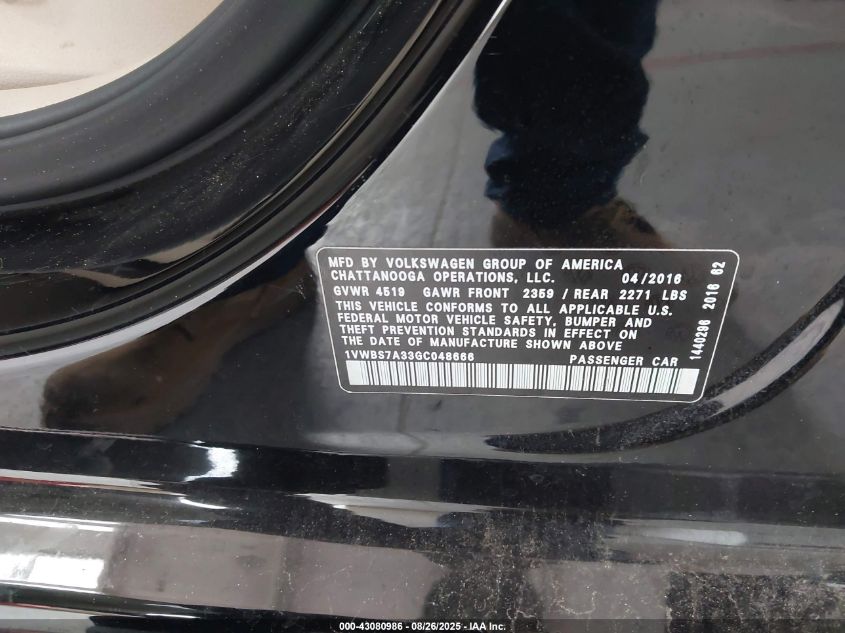 MFD BY VOLKSWAGEN GROUP OF AMERICA
CHATTANOOGA OPERATIONS, LLC. 04/2016
GVWR 4519 GAWR FRONT 2359 / REAR 2271 LBS
THIS VEHICLE CONFORMS TO ALL APPLICABLE U.S.
FEDERAL MOTOR VEHICLE SAFETY, BUMPER AND
THEFT PREVENTION STANDARDS IN EFFECT ON
THE DATE OF MANUFACTURE SHOWN ABOVE
1VWBS7A33GC048666 PASSENGER CAR
1440298 2016 62
000-43080986 - 08/26/2025 - IAA Inc.